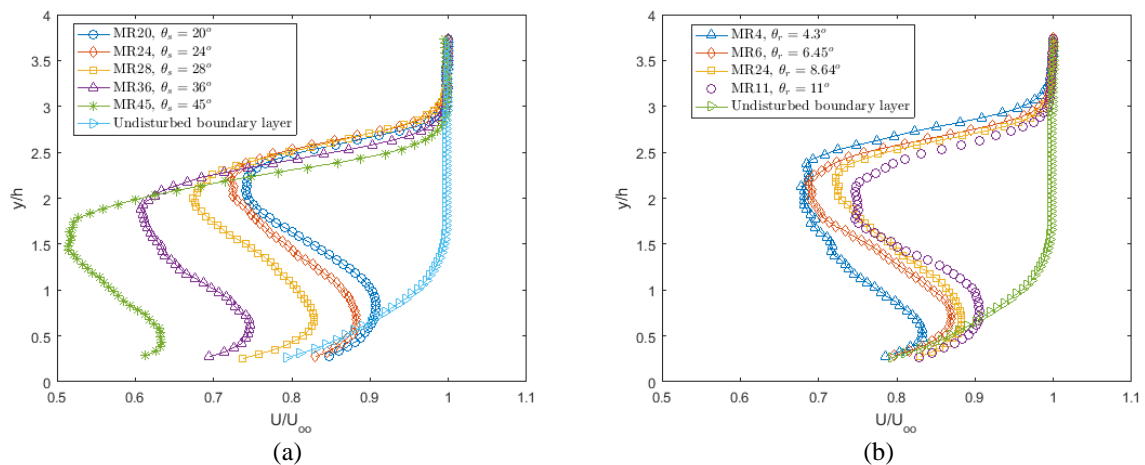 4
3.5
3
2.5
2
1.5
1
0.5
0
y/h
MR20, θs = 20°
MR24, θs = 24°
MR28, θs = 28°
MR36, θs = 36°
MR45, θs = 45°
Undisturbed boundary layer
0.5 0.6 0.7 0.8 0.9 1 1.1
U/Uoo
(a)
4
3.5
3
2.5
2
1.5
1
0.5
0
y/h
MR4, θr = 4.3°
MR6, θr = 6.45°
MR24, θr = 8.64°
MR11, θr = 11°
Undisturbed boundary layer
0.5 0.6 0.7 0.8 0.9 1 1.1
U/Uoo
(b)